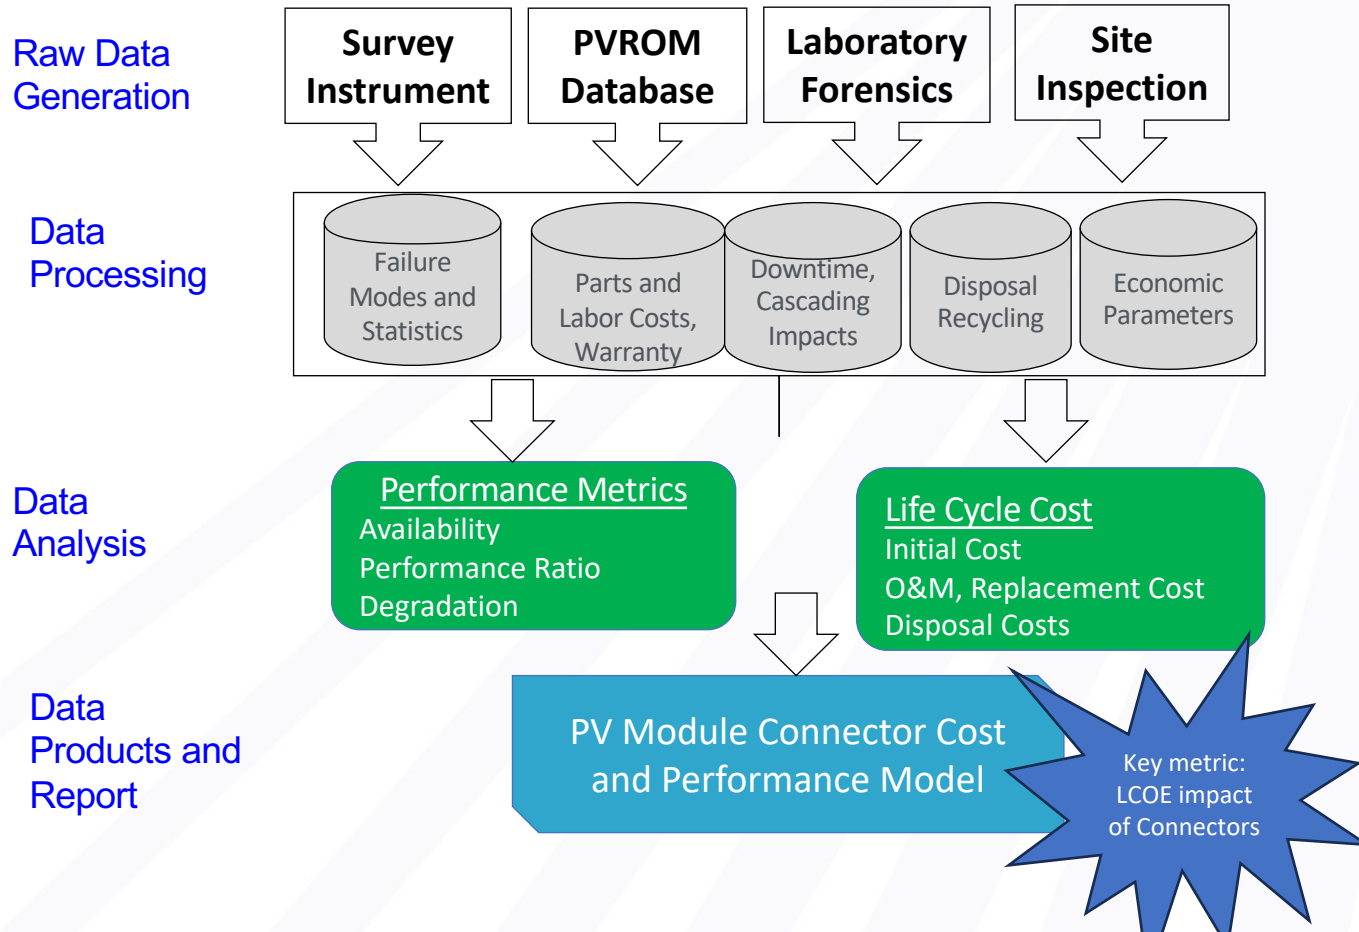 Raw Data
Generation
Survey
Instrument
PVROM
Database
Laboratory
Forensics
Site
Inspection
Data
Processing
Failure
Modes and
Statistics
Parts and
Labor Costs,
Warranty
Downtime,
Cascading
Impacts
Disposal
Recycling
Economic
Parameters
Data
Analysis
Performance Metrics
Availability
Performance Ratio
Degradation
Life Cycle Cost
Initial Cost
O&M, Replacement Cost
Disposal Costs
Data
Products and
Report
PV Module Connector Cost
and Performance Model
Key metric:
LCOE impact
of Connectors